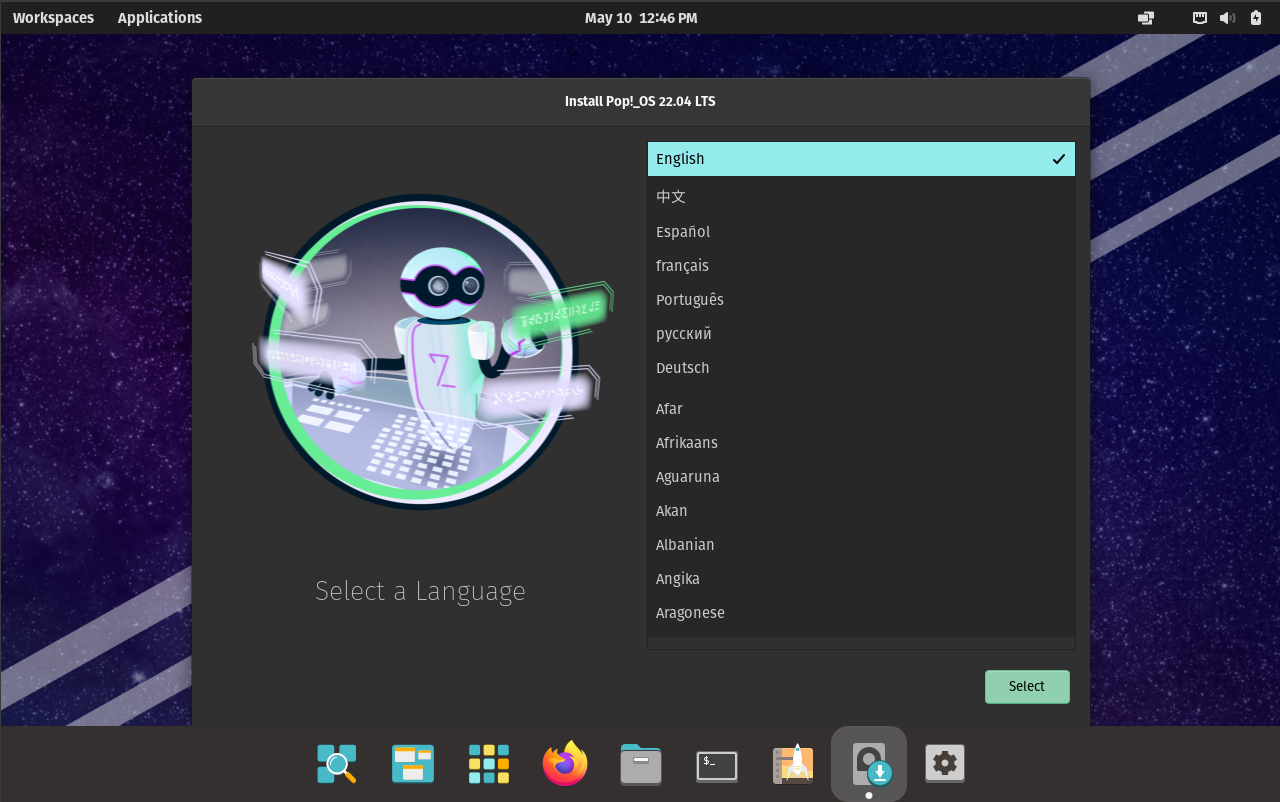 Workspaces Applications May 10 12:46 PM
Install Pop!_OS 22.04 LTS
English
中文
Español
français
Português
русский
Deutsch
Afar
Afrikaans
Aguaruna
Akan
Albanian
Angika
Aragonese
Select a Language
Select
$_